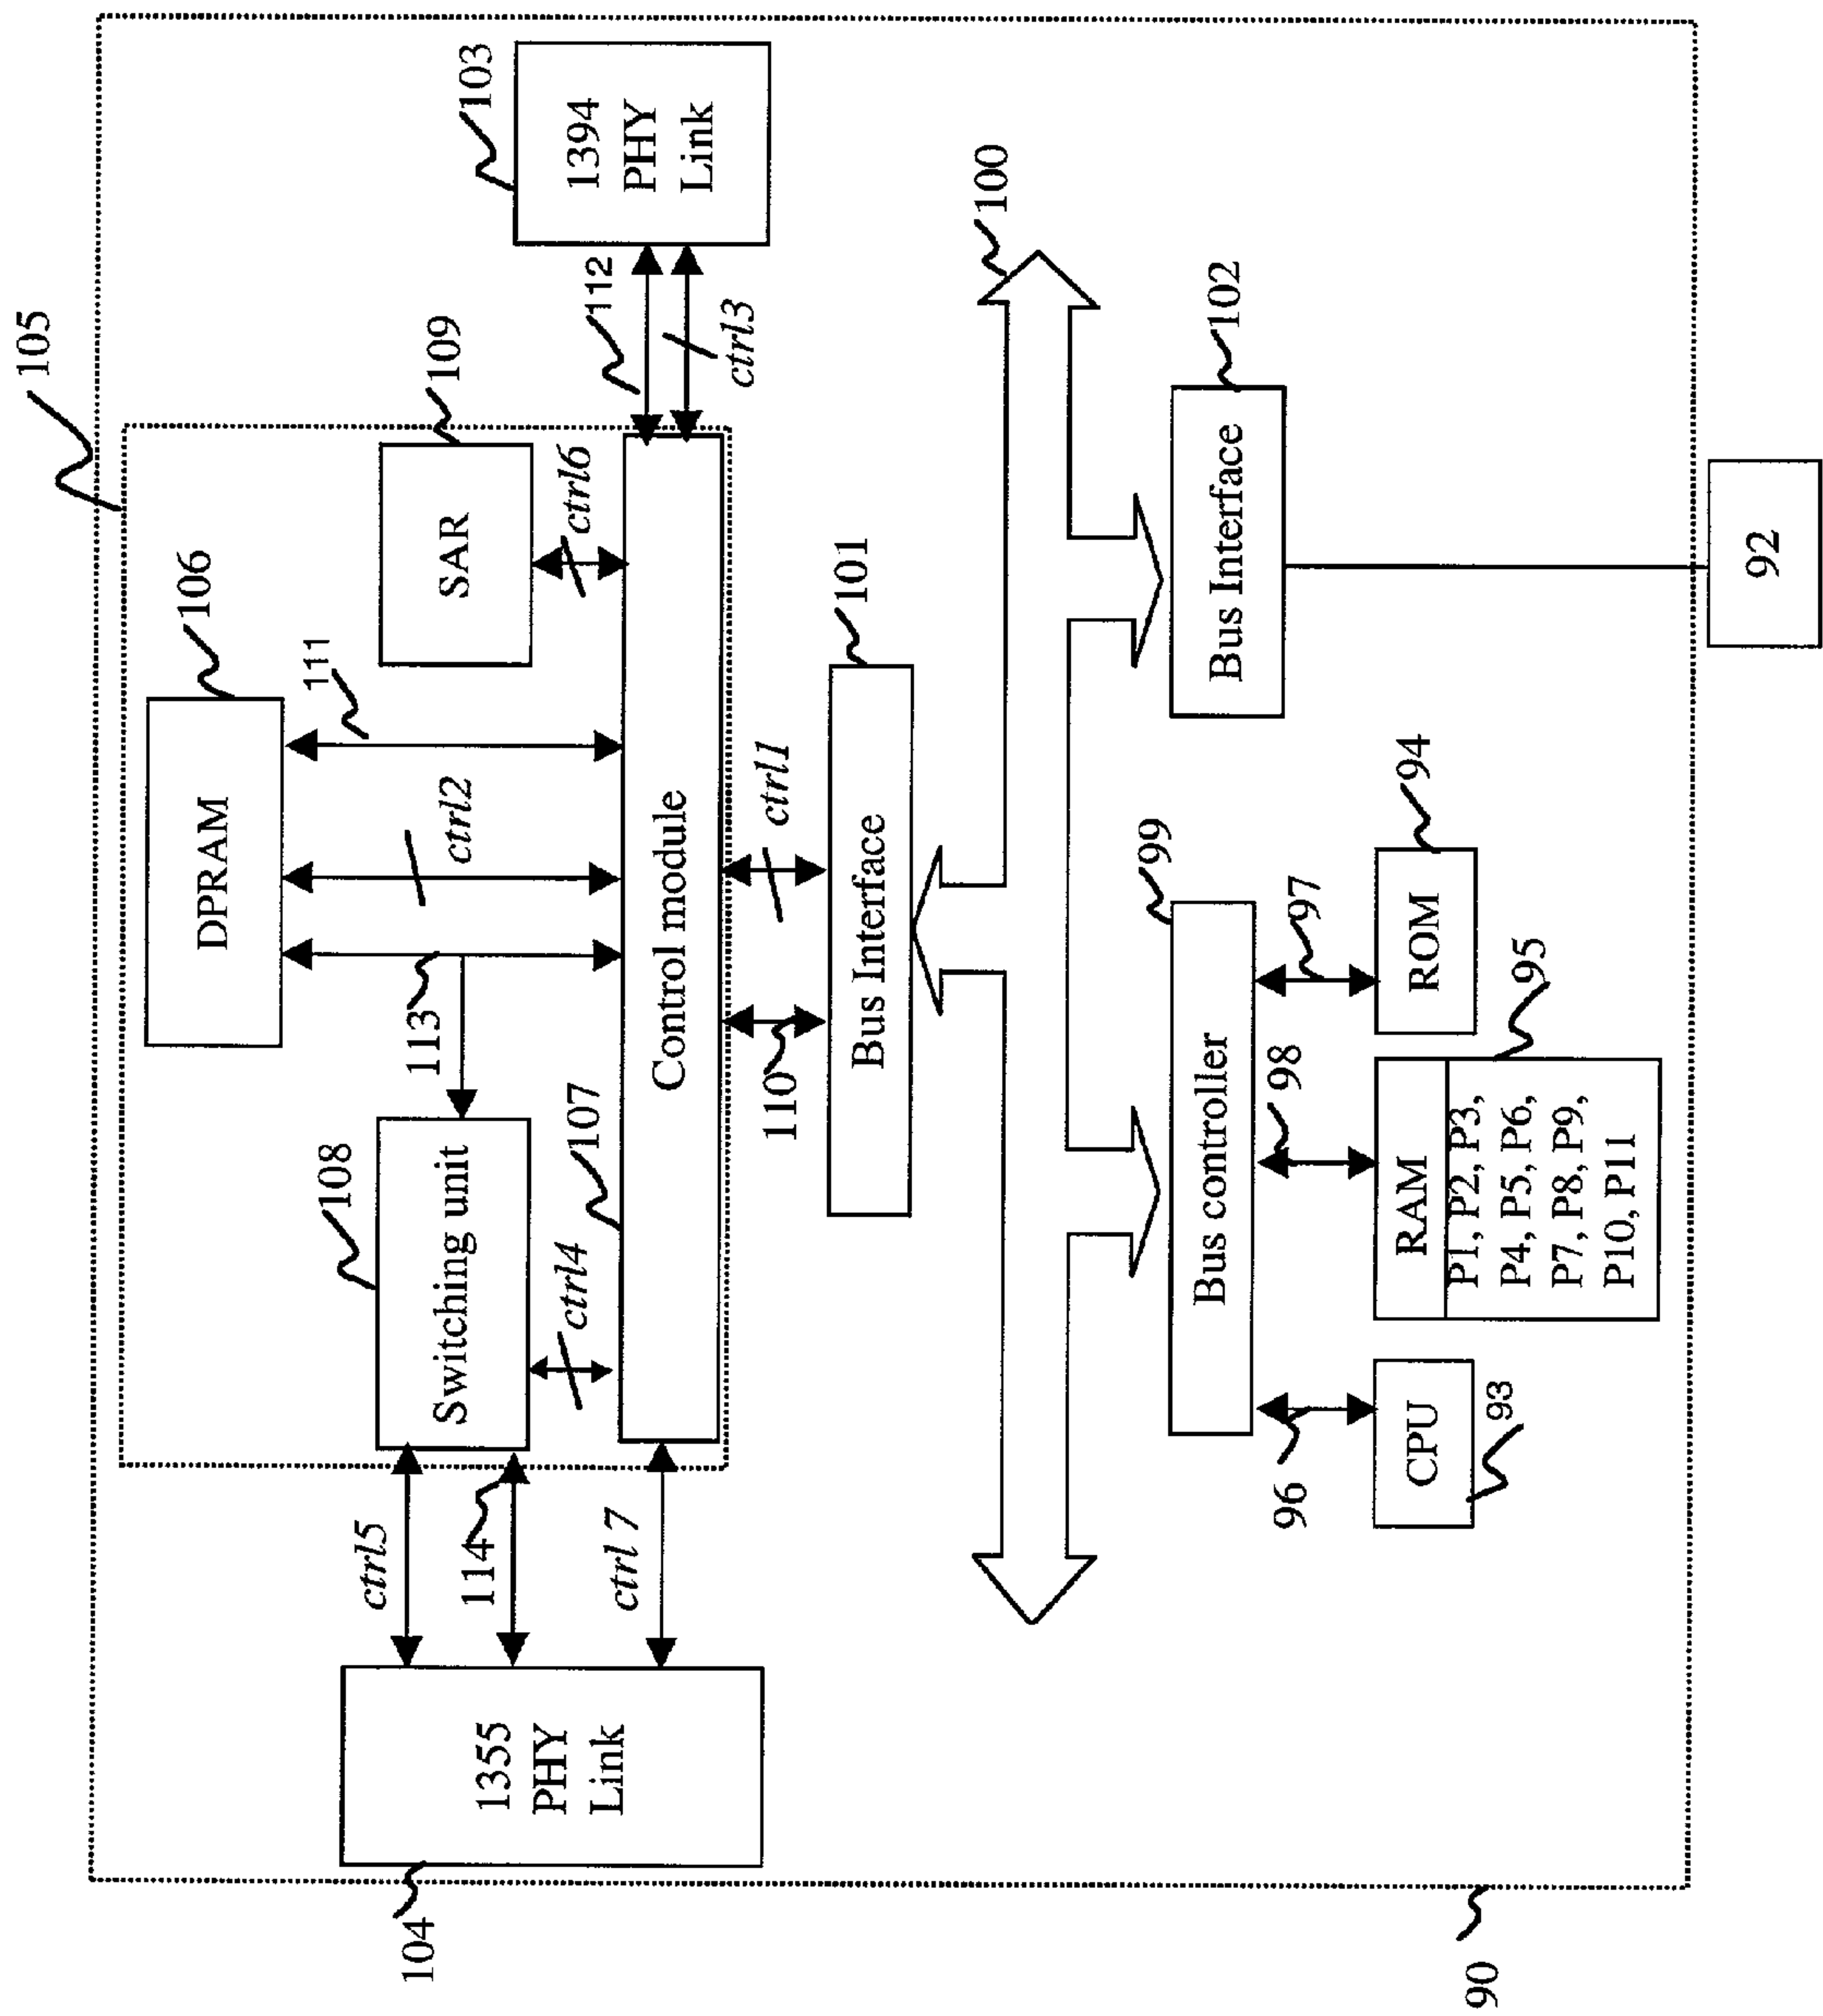 105
106
DPRAM
111
109
SAR
ctrl6
103
1394
PHY
Link
112
ctrl3
108
Switching unit
113
ctrl2
ctrl4
107
Control module
ctrl5
114
ctrl 7
104
1355
PHY
Link
110
ctrl1
101
Bus Interface
100
99
Bus controller
102
Bus Interface
96
98
97
93
CPU
95
RAM
P1, P2, P3,
P4, P5, P6,
P7, P8, P9,
P10, P11
94
ROM
92
90